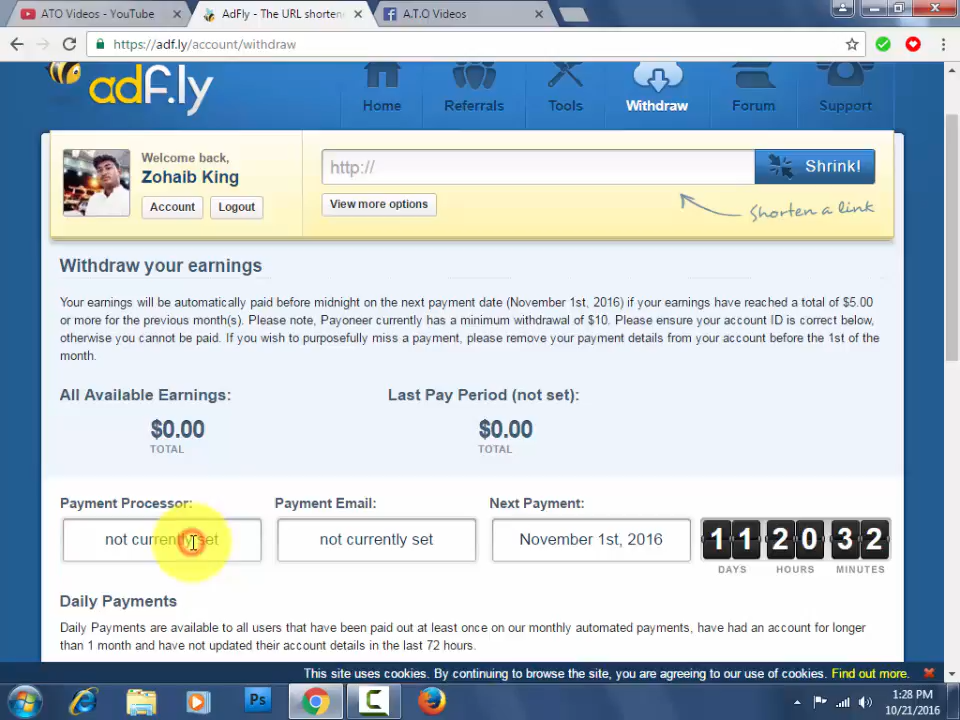 ATO Videos - YouTube
AdFly - The URL shorten
A.T.O Videos
https://adf.ly/account/withdraw
adf.ly
Home
Referrals
Tools
Withdraw
Forum
Support
Welcome back,
Zohaib King
Account
Logout
http://
Shrink!
View more options
Shorten a link
Withdraw your earnings
Your earnings will be automatically paid before midnight on the next payment date (November 1st, 2016) if your earnings have reached a total of $5.00
or more for the previous month(s). Please note, Payoneer currently has a minimum withdrawal of $10. Please ensure your account ID is correct below,
otherwise you cannot be paid. If you wish to purposefully miss a payment, please remove your payment details from your account before the 1st of the
month.
All Available Earnings:
Last Pay Period (not set):
$0.00
$0.00
TOTAL
TOTAL
Payment Processor:
Payment Email:
Next Payment:
not currently set
not currently set
November 1st, 2016
11 20 32
DAYS
HOURS
MINUTES
Daily Payments
Daily Payments are available to all users that have been paid out at least once on our monthly automated payments, have had an account for longer
than 1 month and have not updated their account details in the last 72 hours.
This site uses cookies. By continuing to browse the site, you are agreeing to our use of cookies. Find out more.
Ps
1:28 PM
10/21/2016